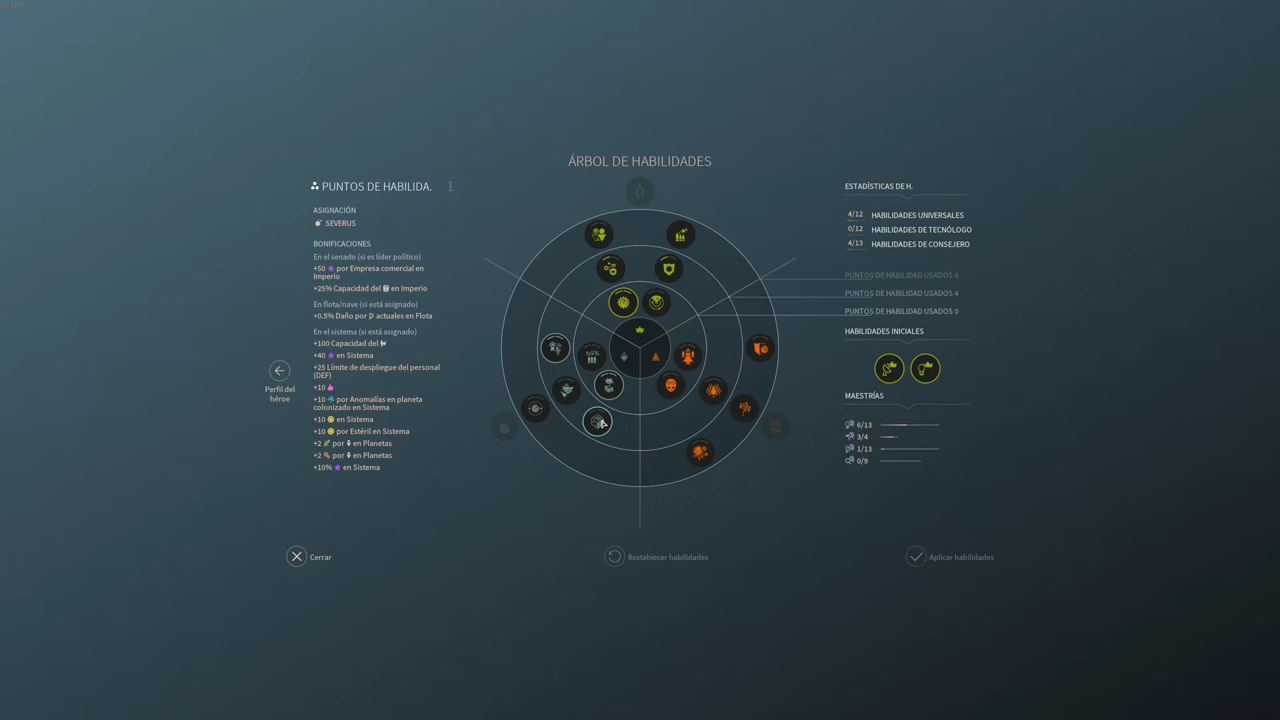 ÁRBOL DE HABILIDADES
PUNTOS DE HABILIDA. 1
ASIGNACIÓN
SEVERUS
BONIFICACIONES
En el senado (si es líder político)
+50 por Empresa comercial en
Imperio
+25% Capacidad del en Imperio
En flota/nave (si está asignado)
+0.5% Daño por actuales en Flota
En el sistema (si está asignado)
+100 Capacidad del
+40 en Sistema
+25 Límite de despliegue del personal
(DEF)
+10
+10 por Anomalías en planeta
colonizado en Sistema
+10 en Sistema
+10 por Estéril en Sistema
+2 por en Planetas
+2 por en Planetas
+10% en Sistema
Perfil del
héroe
ESTADÍSTICAS DE H.
4/12 HABILIDADES UNIVERSALES
0/12 HABILIDADES DE TECNÓLOGO
4/13 HABILIDADES DE CONSEJERO
PUNTOS DE HABILIDAD USADOS 8
PUNTOS DE HABILIDAD USADOS 4
PUNTOS DE HABILIDAD USADOS 0
HABILIDADES INICIALES
MAESTRÍAS
6/13
3/4
1/13
0/9
Cerrar
Restablecer habilidades
Aplicar habilidades